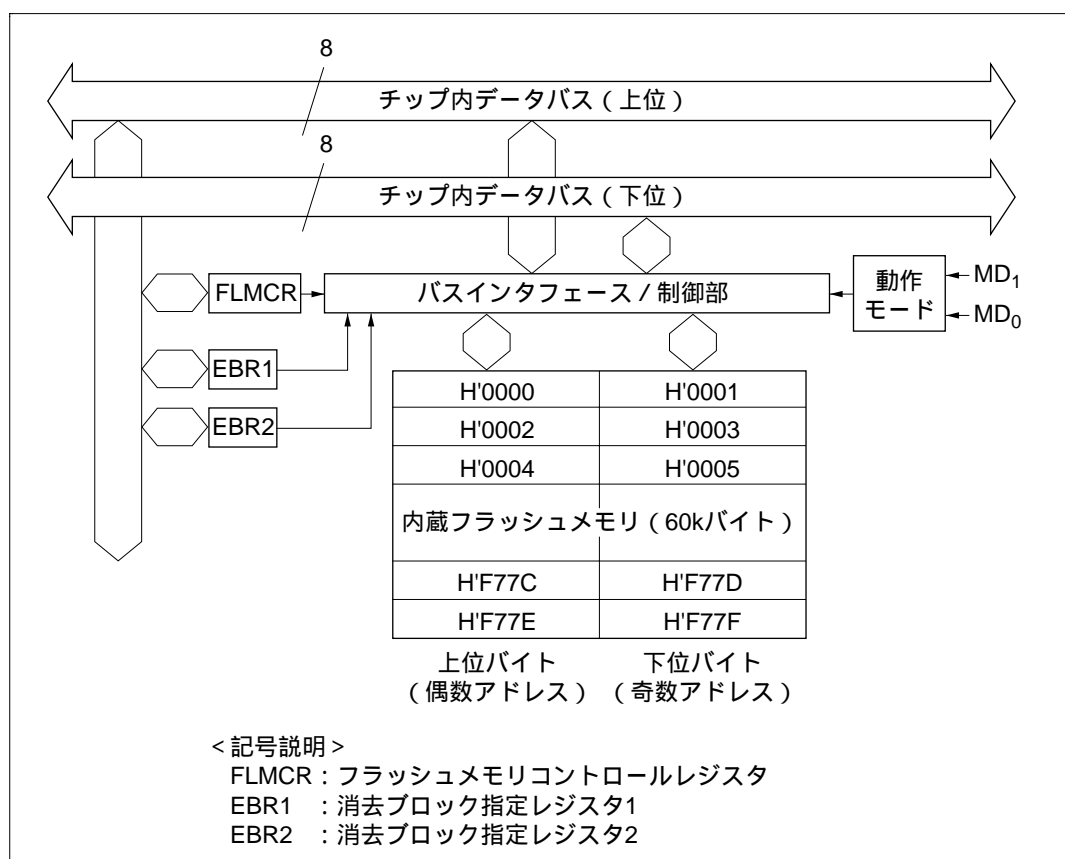 8
チップ内データバス（上位）
8
チップ内データバス（下位）
FLMCR
バスインタフェース／制御部
動作
モード
MD1
MD0
EBR1
EBR2
H'0000 H'0001
H'0002 H'0003
H'0004 H'0005
内蔵フラッシュメモリ（60kバイト）
H'F77C H'F77D
H'F77E H'F77F
上位バイト 下位バイト
（偶数アドレス） （奇数アドレス）
＜記号説明＞
FLMCR：フラッシュメモリコントロールレジスタ
EBR1 ：消去ブロック指定レジスタ1
EBR2 ：消去ブロック指定レジスタ2